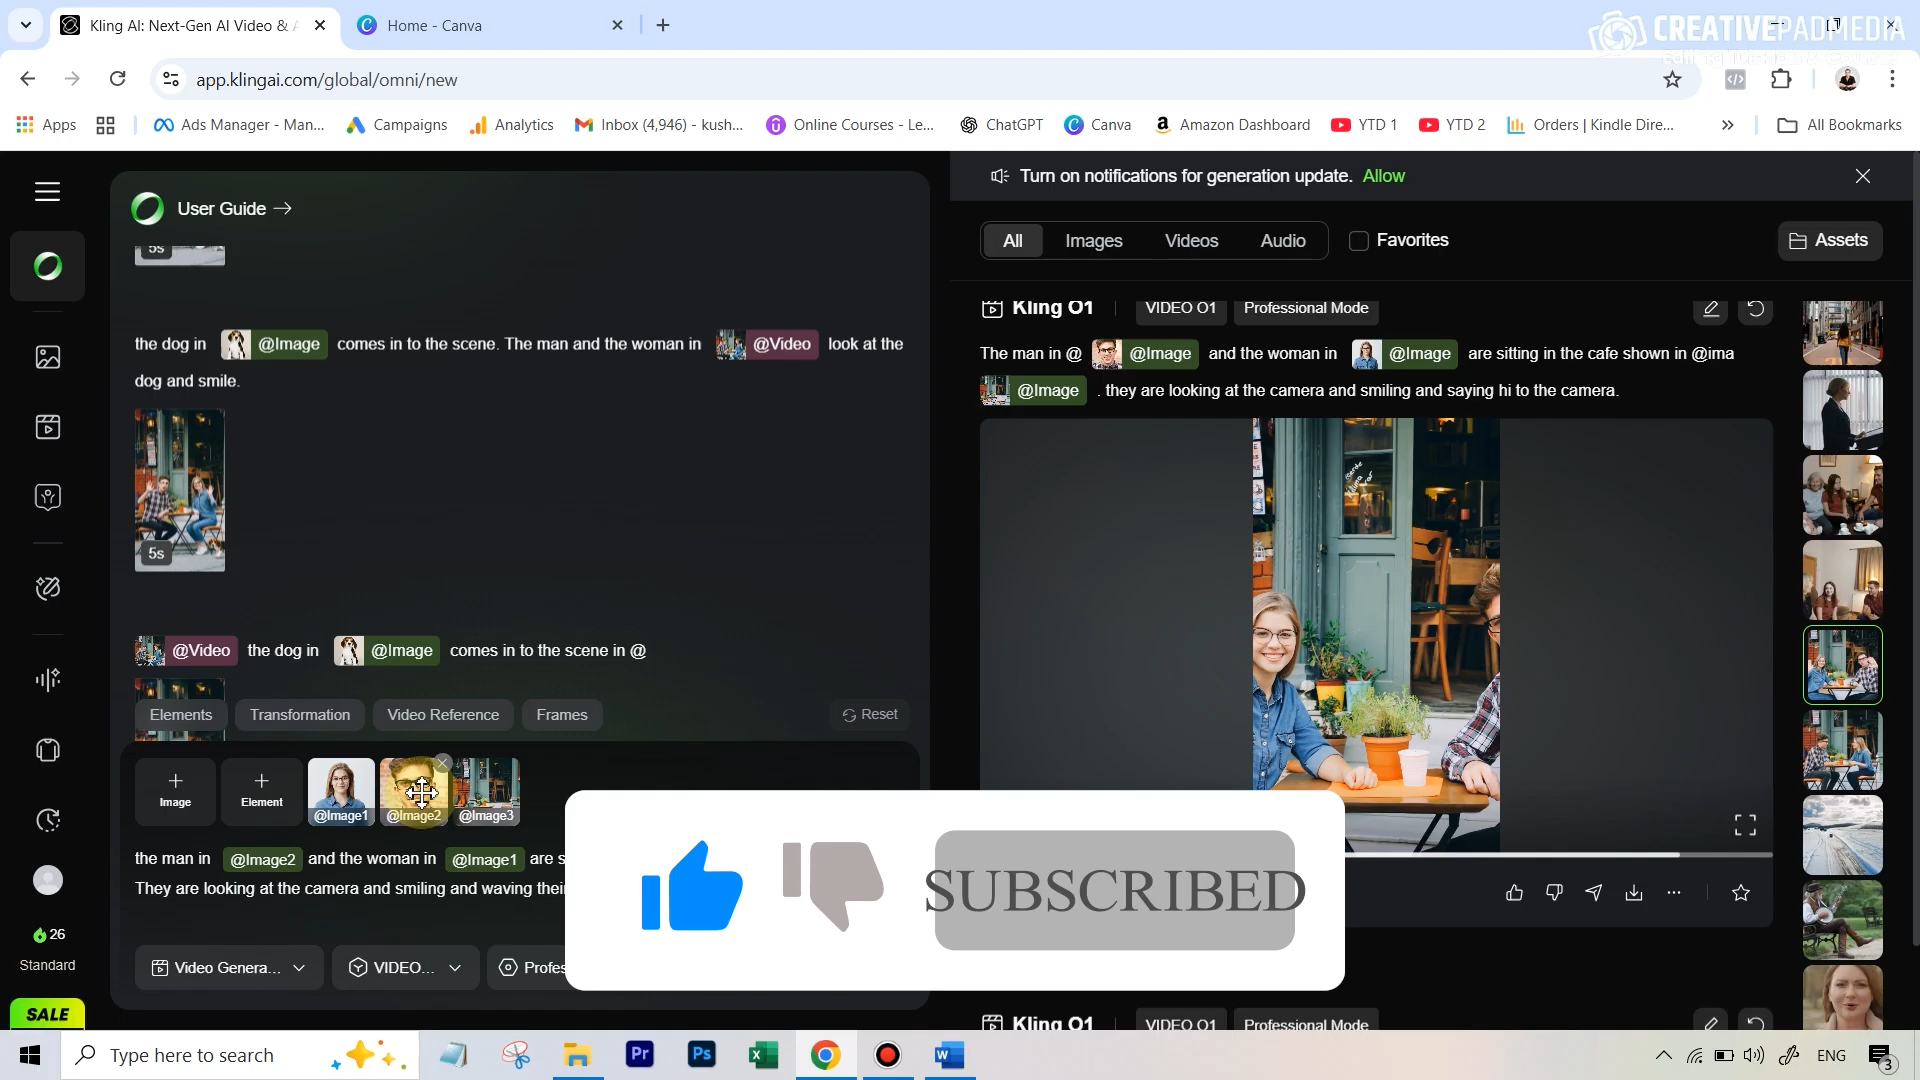 Kling AI: Next-Gen AI Video &
Home - Canva
CREATIVEPADMEDIA
app.klingai.com/global/omni/new
Apps
Ads Manager - Man...
Campaigns
Analytics
Inbox (4,946) - kush...
Online Courses - Le...
ChatGPT
Canva
Amazon Dashboard
YTD 1
YTD 2
Orders | Kindle Dire...
All Bookmarks
User Guide
Turn on notifications for generation update. Allow
All
Images
Videos
Audio
Favorites
Assets
5s
Kling O1
VIDEO O1
Professional Mode
the dog in @Image comes in to the scene. The man and the woman in @Video look at the
dog and smile.
The man in @ @Image and the woman in @Image are sitting in the cafe shown in @ima
@Image . they are looking at the camera and smiling and saying hi to the camera.
5s
@Video the dog in @Image comes in to the scene in @
Elements
Transformation
Video Reference
Frames
Reset
Image
Element
@Image1
@Image2
@Image3
the man in @Image2 and the woman in @Image1 are s
They are looking at the camera and smiling and waving thei
SUBSCRIBED
26
Standard
Video Genera...
VIDEO...
Profes
SALE
Kling O1
VIDEO O1
Professional Mode
Type here to search
ENG
3